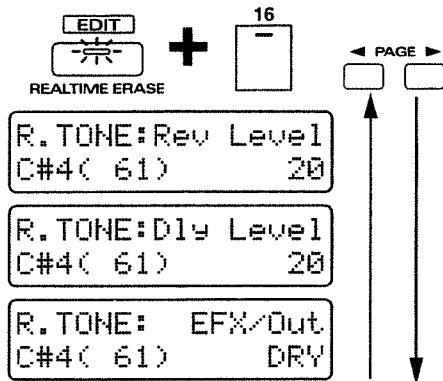 EDIT
+
16
◄ PAGE ►
REALTIME ERASE
R.TONE:Rev Level
C#4( 61) 20
R.TONE:Dly Level
C#4( 61) 20
R.TONE: EFX/Out
C#4( 61) DRY